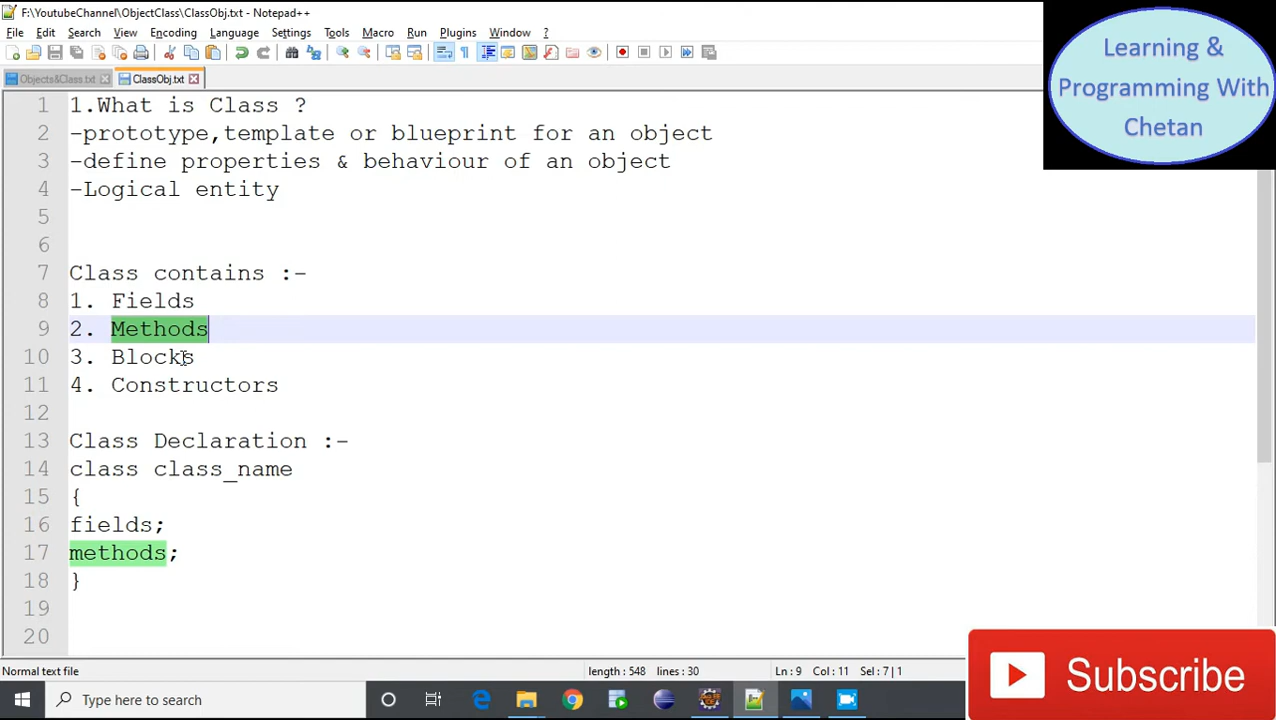 F:\YoutubeChannel\ObjectClass\ClassObj.txt - Notepad++
File Edit Search View Encoding Language Settings Tools Macro Run Plugins Window ?
Objects&Class.txt ClassObj.txt
Learning &
Programming With
Chetan
1 1.What is Class ?
2 -prototype,template or blueprint for an object
3 -define properties & behaviour of an object
4 -Logical entity
5
6
7 Class contains :-
8 1. Fields
9 2. Methods
10 3. Blocks
11 4. Constructors
12
13 Class Declaration :-
14 class class_name
15 {
16 fields;
17 methods;
18 }
19
20
Subscribe
Normal text file length : 548 lines : 30 Ln : 9 Col : 11 Sel : 7 | 1
Type here to search